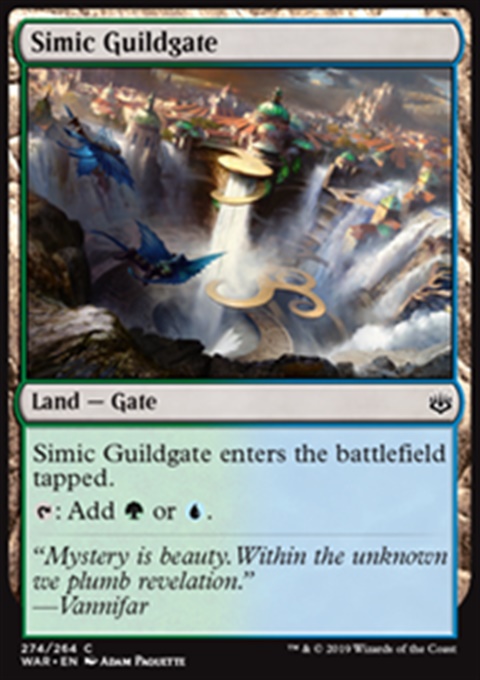 Simic Guildgate
Land — Gate
Simic Guildgate enters the battlefield
tapped.
: Add or .
“Mystery is beauty. Within the unknown
we plumb revelation.”
—Vannifar
274/264 C
WAR • EN Adam Paquette
™ & © 2019 Wizards of the Coast